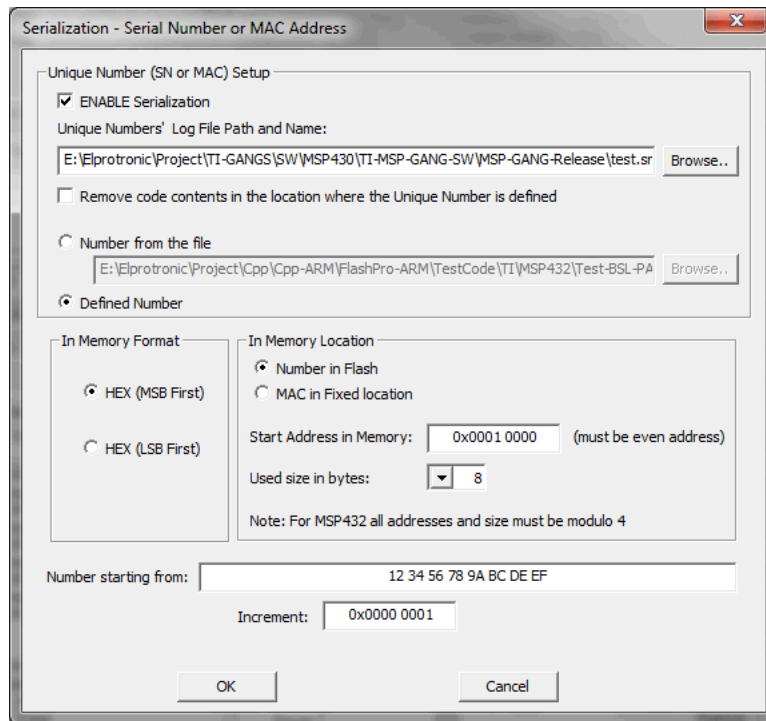 Serialization - Serial Number or MAC Address
Unique Number (SN or MAC) Setup
ENABLE Serialization
Unique Numbers' Log File Path and Name:
E:\Elprotronic\Project\TI-GANGS\SW\MSP430\TI-MSP-GANG-SW\MSP-GANG-Release\test.sr
Browse..
Remove code contents in the location where the Unique Number is defined
Number from the file
E:\Elprotronic\Project\Cpp\Cpp-ARM\FlashPro-ARM\TestCode\TI\MSP432\Test-BSL-PA
Browse..
Defined Number
In Memory Format
HEX (MSB First)
HEX (LSB First)
In Memory Location
Number in Flash
MAC in Fixed location
Start Address in Memory: 0x0001 0000 (must be even address)
Used size in bytes: 8
Note: For MSP432 all addresses and size must be modulo 4
Number starting from: 12 34 56 78 9A BC DE EF
Increment: 0x0000 0001
OK Cancel